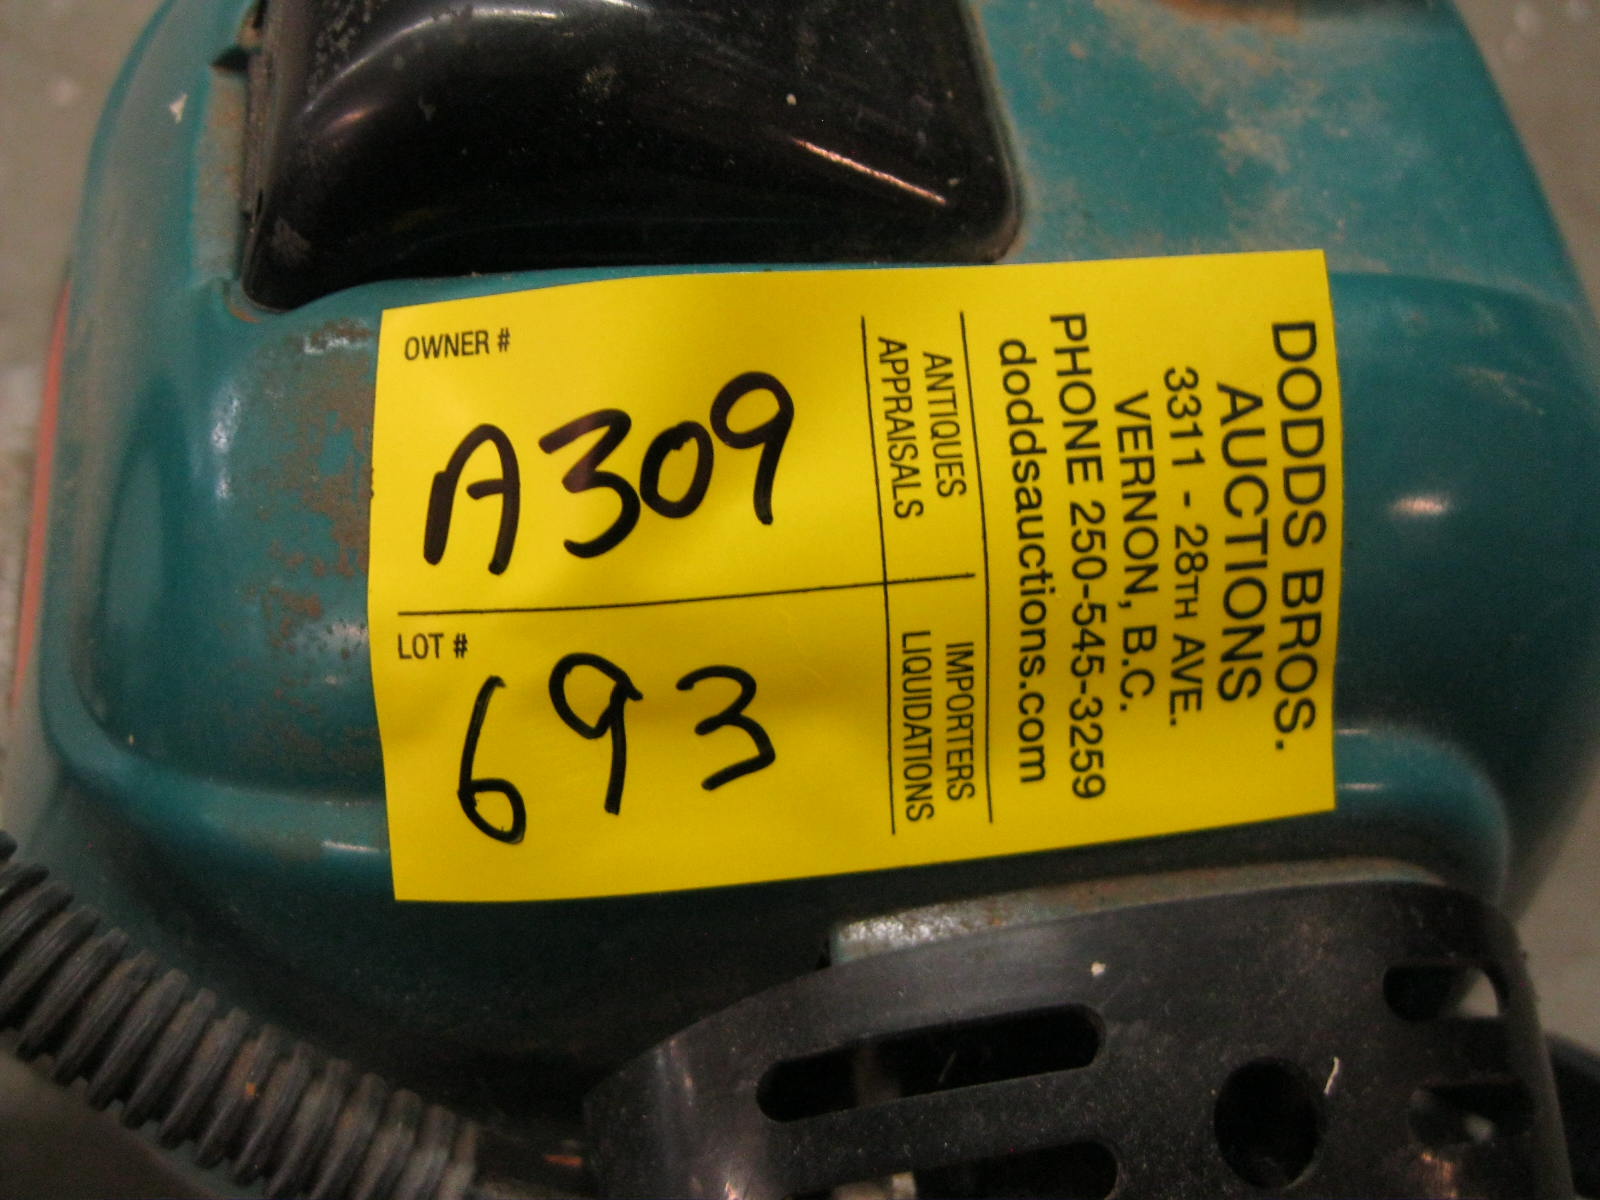 DODDS BROS.
AUCTIONS
3311 - 28TH AVE.
VERNON, B.C.
PHONE 250-545-3259
doddsauctions.com
ANTIQUES
APPRAISALS
IMPORTERS
LIQUIDATIONS
OWNER #
A309
LOT #
693